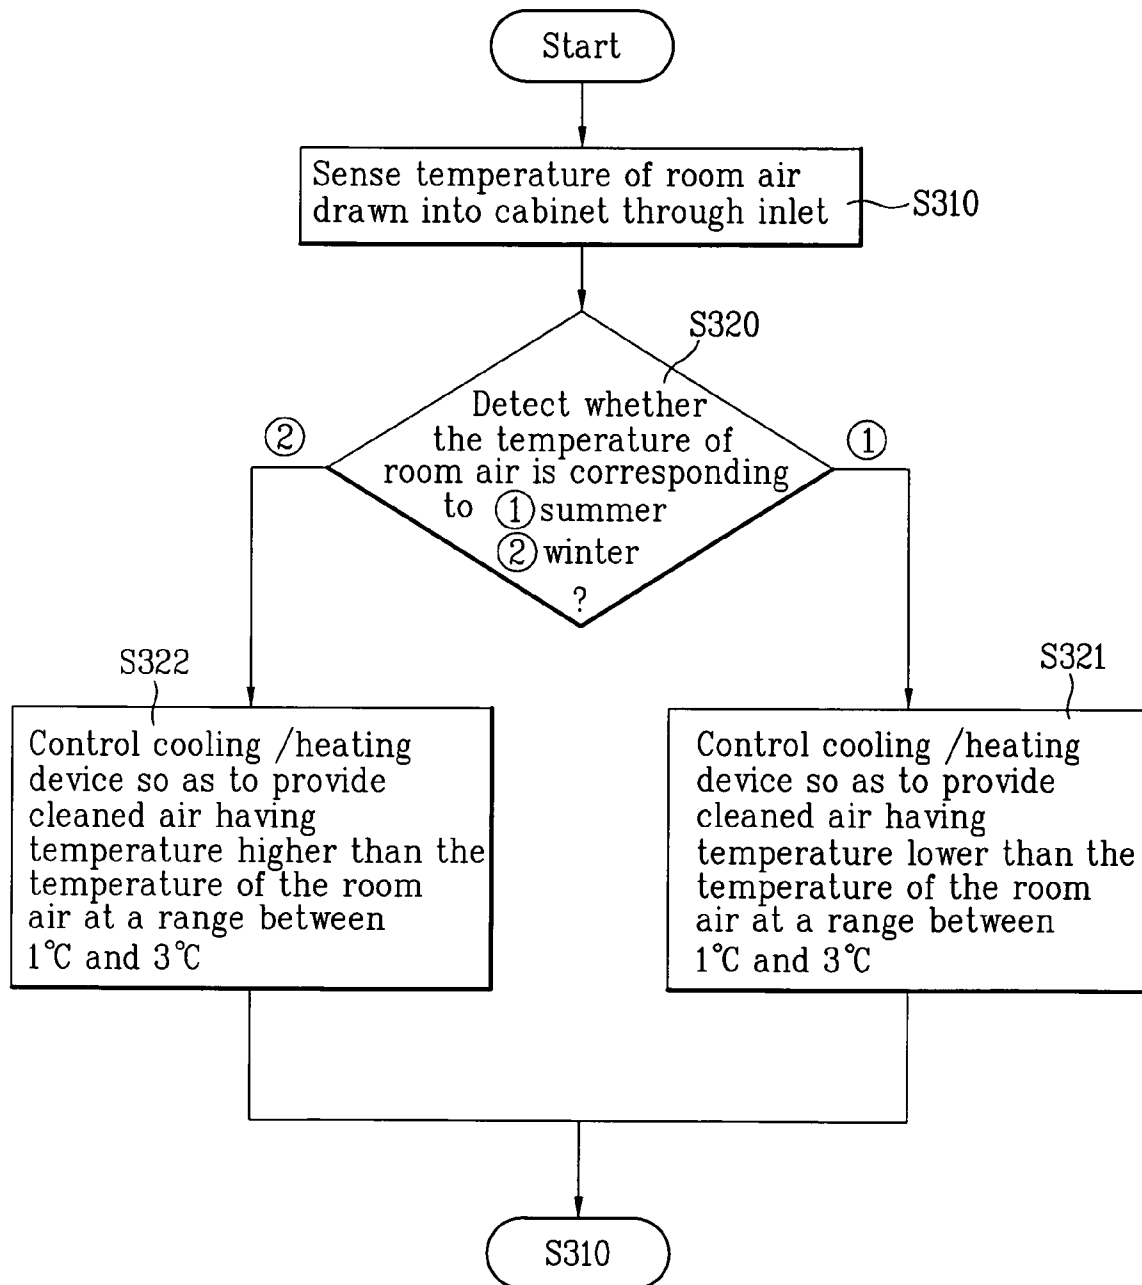 Start
Sense temperature of room air
drawn into cabinet through inlet
S310
S320
Detect whether
the temperature of
room air is corresponding
to ① summer
② winter
?
②
①
S322
Control cooling /heating
device so as to provide
cleaned air having
temperature higher than the
temperature of the room
air at a range between
1℃ and 3℃
S321
Control cooling /heating
device so as to provide
cleaned air having
temperature lower than the
temperature of the room
air at a range between
1℃ and 3℃
S310